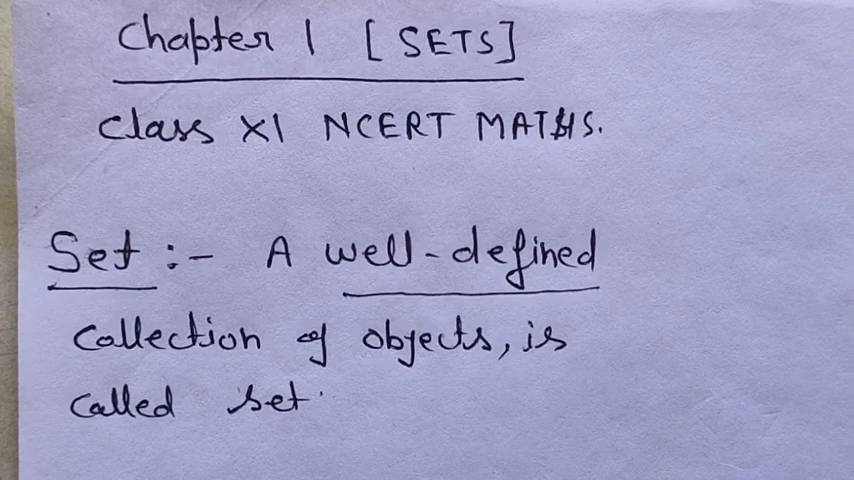 Chapter 1 [SETS]
Class XI NCERT MATHS.
Set :- A well-defined
Collection of objects, is
Called set.